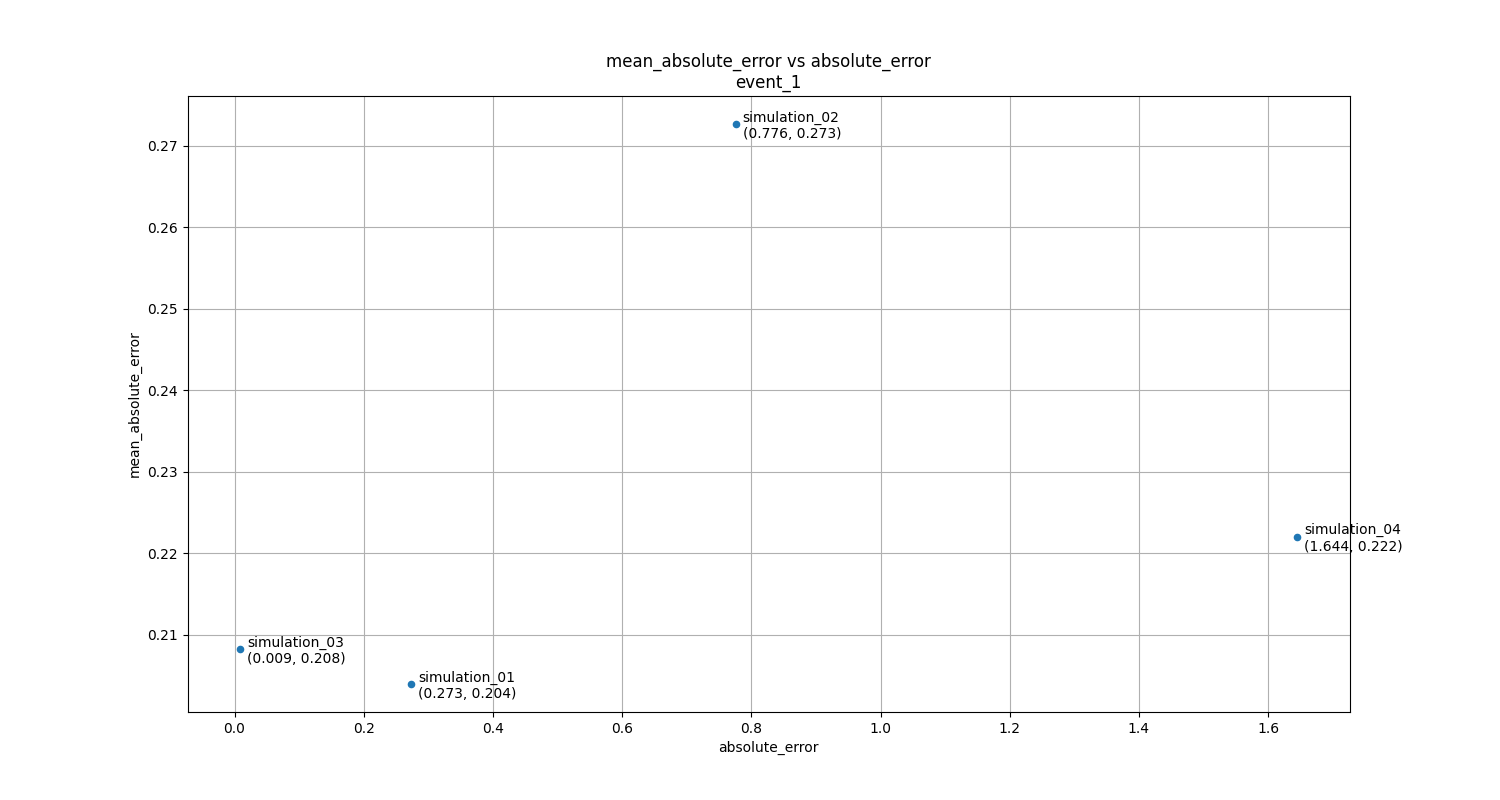 mean_absolute_error vs absolute_error
event_1
simulation_02
(0.776, 0.273)
0.27
0.26
0.25
0.24
0.23
0.22
0.21
mean_absolute_error
simulation_04
(1.644, 0.222)
simulation_03
(0.009, 0.208)
simulation_01
(0.273, 0.204)
0.0 0.2 0.4 0.6 0.8 1.0 1.2 1.4 1.6
absolute_error